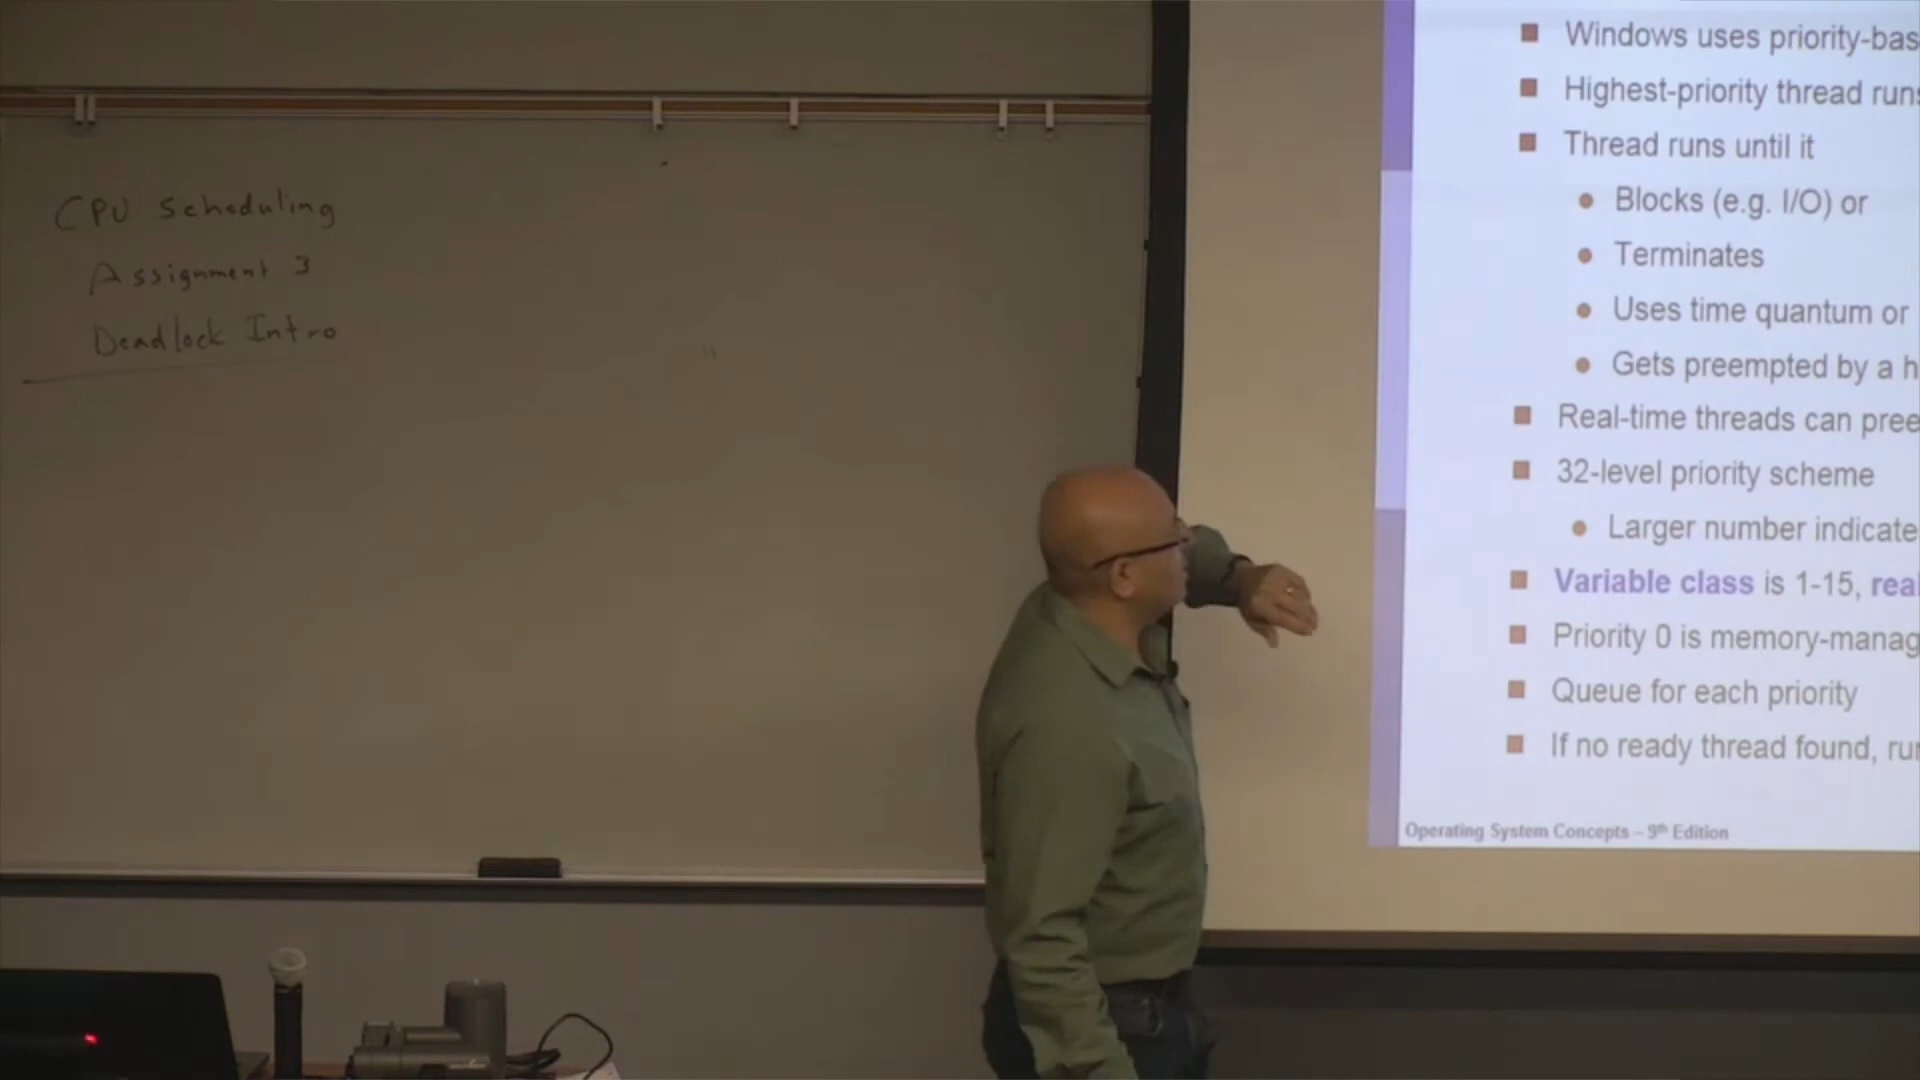 CPU Scheduling
Assignment 3
Deadlock Intro
Windows uses priority-bas
Highest-priority thread runs
Thread runs until it
Blocks (e.g. I/O) or
Terminates
Uses time quantum or
Gets preempted by a h
Real-time threads can pree
32-level priority scheme
Larger number indicate
Variable class is 1-15, real
Priority 0 is memory-manag
Queue for each priority
If no ready thread found, run
Operating System Concepts – 9th Edition